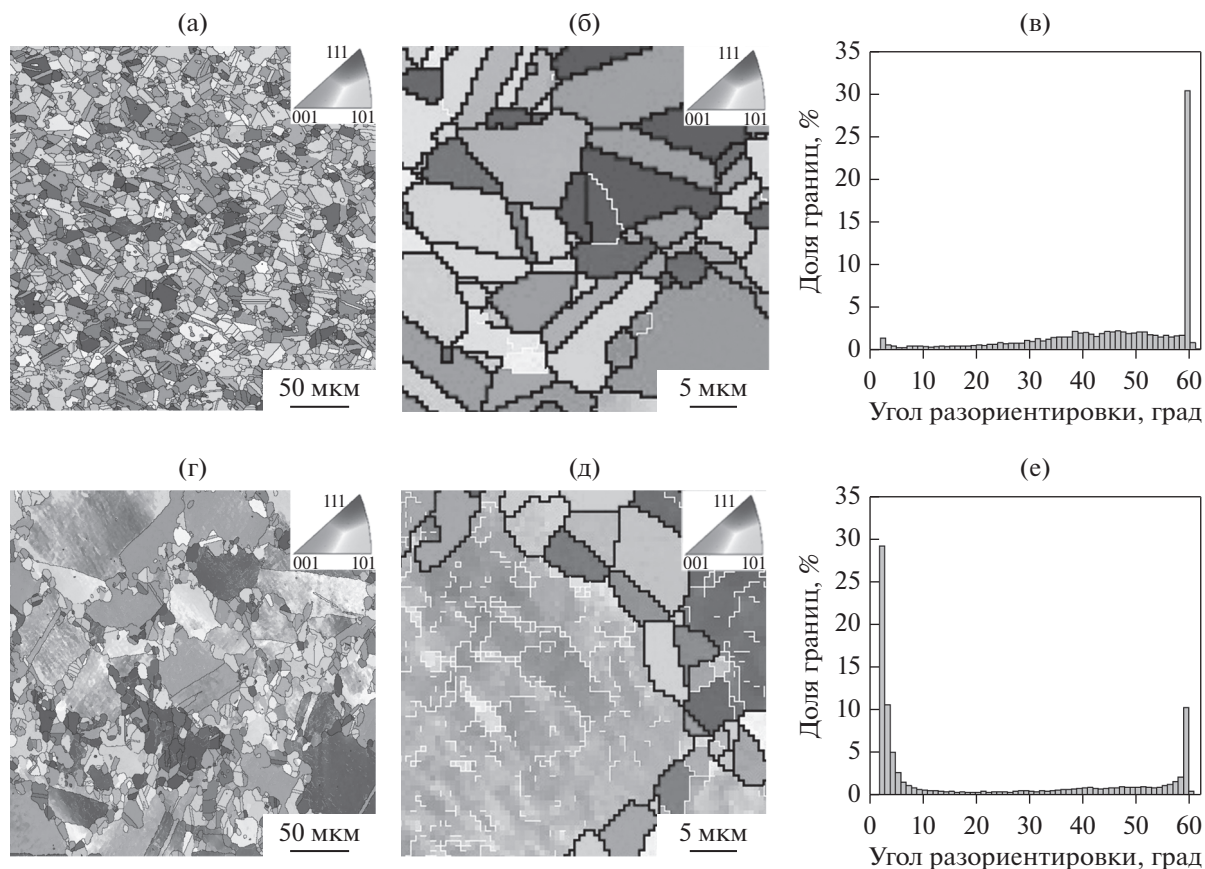 (а)
111
001 101
50 мкм
(б)
111
001 101
5 мкм
(в)
Доля границ, %
35
30
25
20
15
10
5
0
0 10 20 30 40 50 60
Угол разориентировки, град
(г)
111
001 101
50 мкм
(д)
111
001 101
5 мкм
(е)
Доля границ, %
35
30
25
20
15
10
5
0
0 10 20 30 40 50 60
Угол разориентировки, град